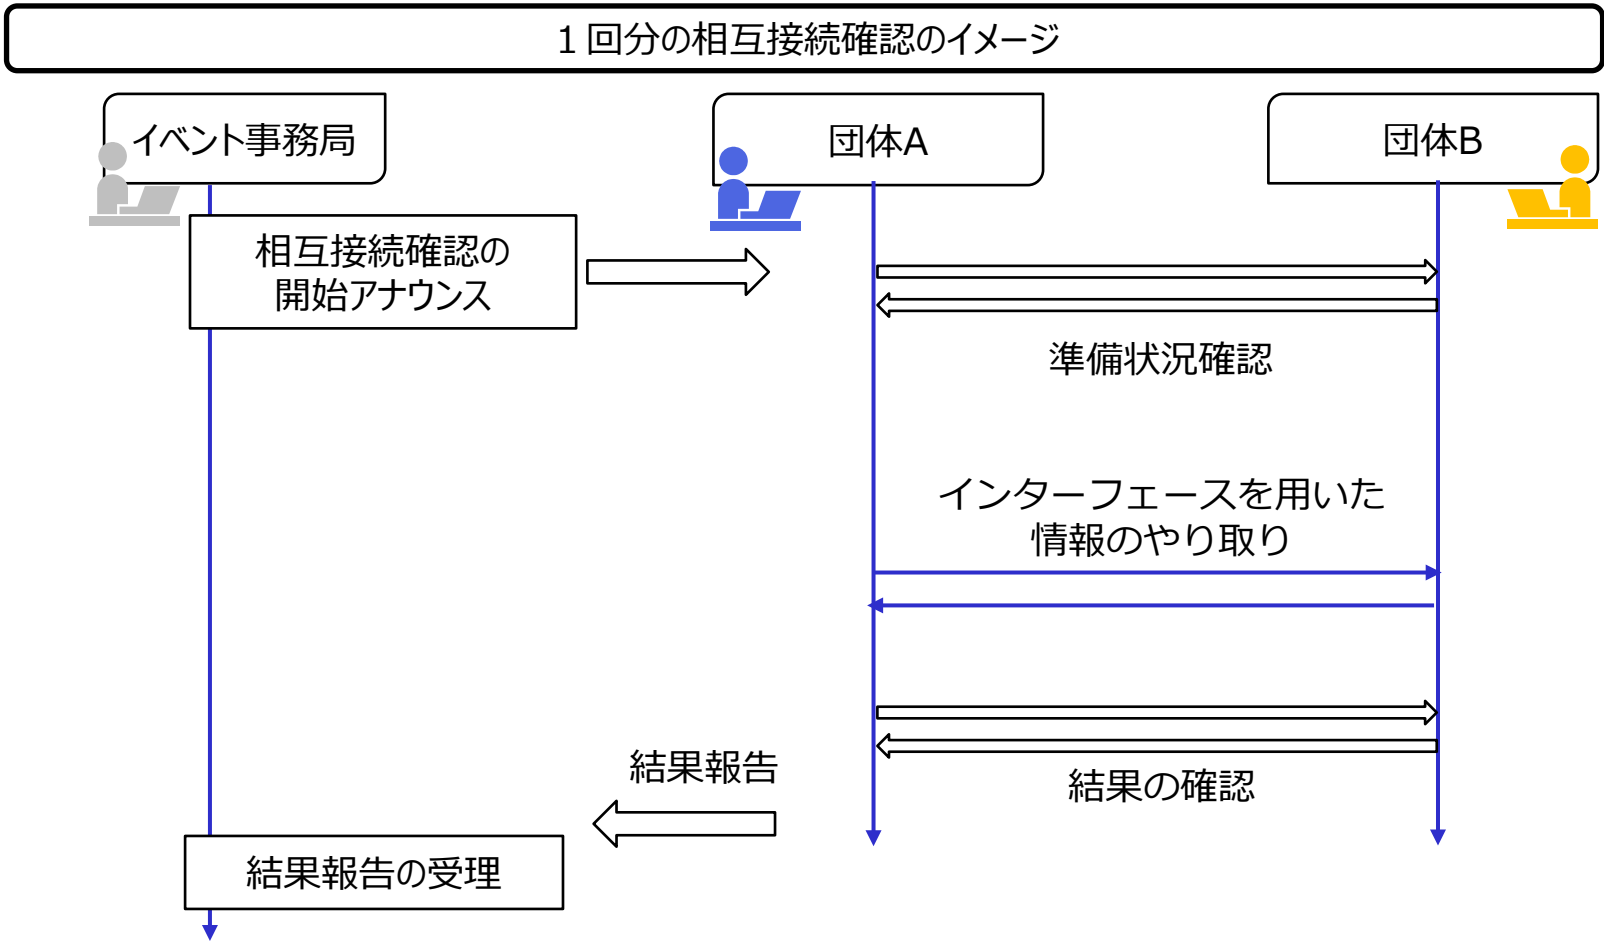 １回分の相互接続確認のイメージ
イベント事務局
団体A
団体B
相互接続確認の
開始アナウンス
準備状況確認
インターフェースを用いた
情報のやり取り
結果の確認
結果報告
結果報告の受理